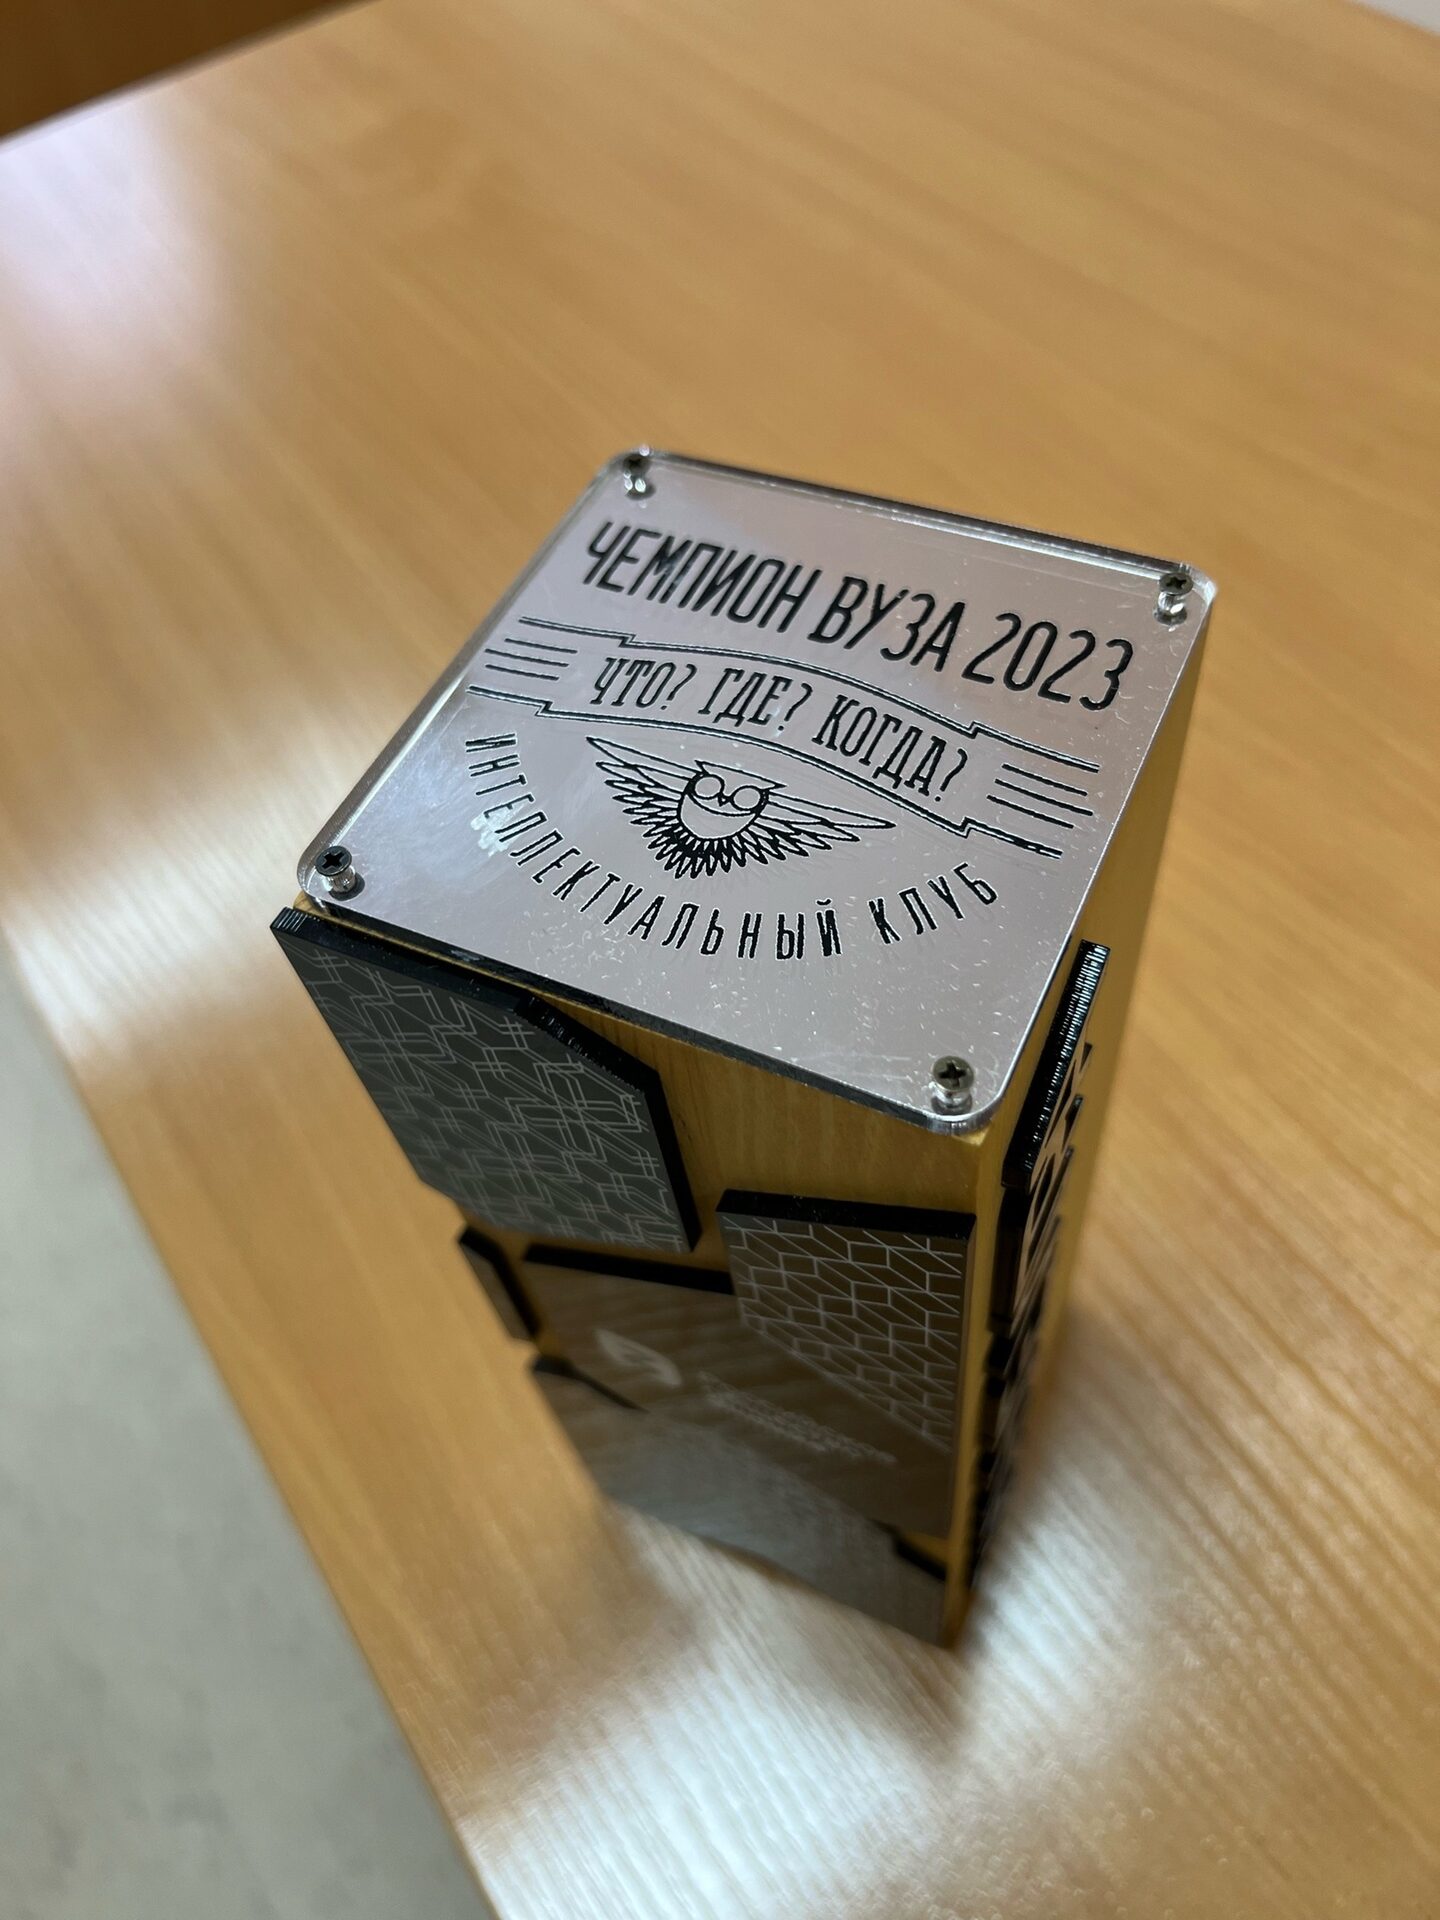 ЧЕМПИОН ВУЗА 2023
ЧТО? ГДЕ? КОГДА?
ИНТЕЛЛЕКТУАЛЬНЫЙ КЛУБ